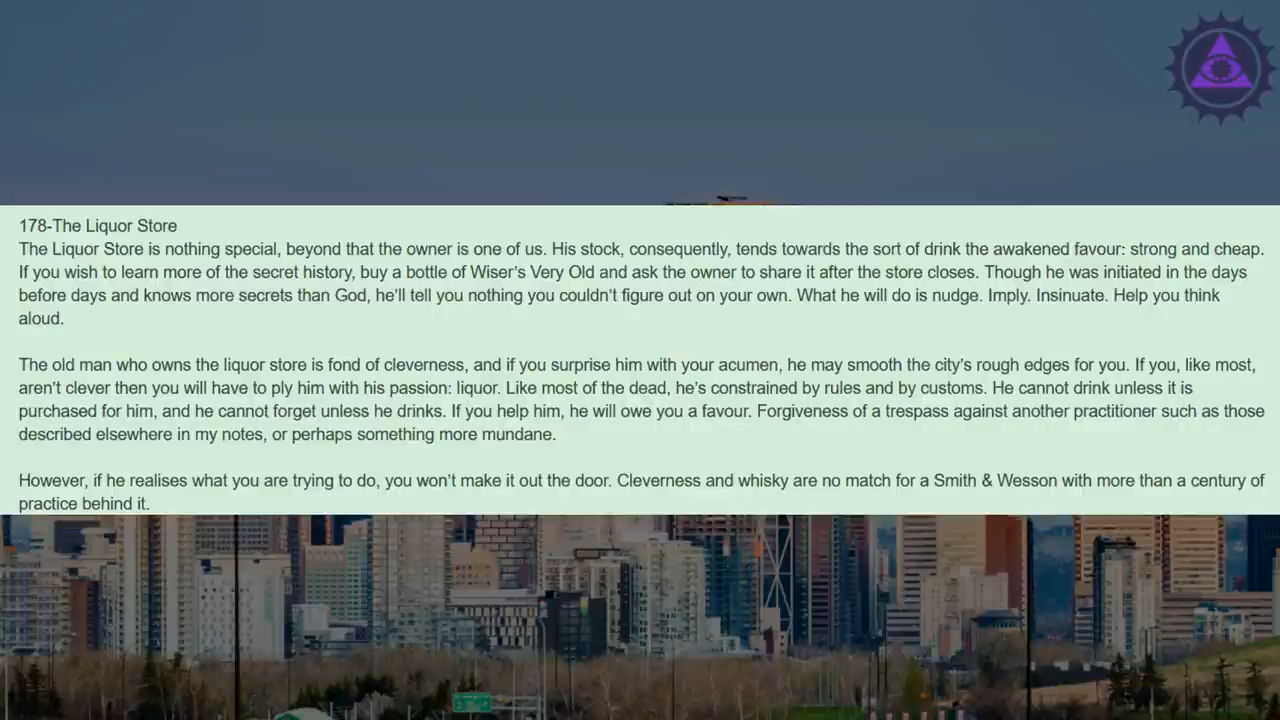 178-The Liquor Store
The Liquor Store is nothing special, beyond that the owner is one of us. His stock, consequently, tends towards the sort of drink the awakened favour: strong and cheap.
If you wish to learn more of the secret history, buy a bottle of Wiser’s Very Old and ask the owner to share it after the store closes. Though he was initiated in the days
before days and knows more secrets than God, he’ll tell you nothing you couldn’t figure out on your own. What he will do is nudge. Imply. Insinuate. Help you think
aloud.
The old man who owns the liquor store is fond of cleverness, and if you surprise him with your acumen, he may smooth the city’s rough edges for you. If you, like most,
aren’t clever then you will have to ply him with his passion: liquor. Like most of the dead, he’s constrained by rules and by customs. He cannot drink unless it is
purchased for him, and he cannot forget unless he drinks. If you help him, he will owe you a favour. Forgiveness of a trespass against another practitioner such as those
described elsewhere in my notes, or perhaps something more mundane.
However, if he realises what you are trying to do, you won’t make it out the door. Cleverness and whisky are no match for a Smith & Wesson with more than a century of
practice behind it.